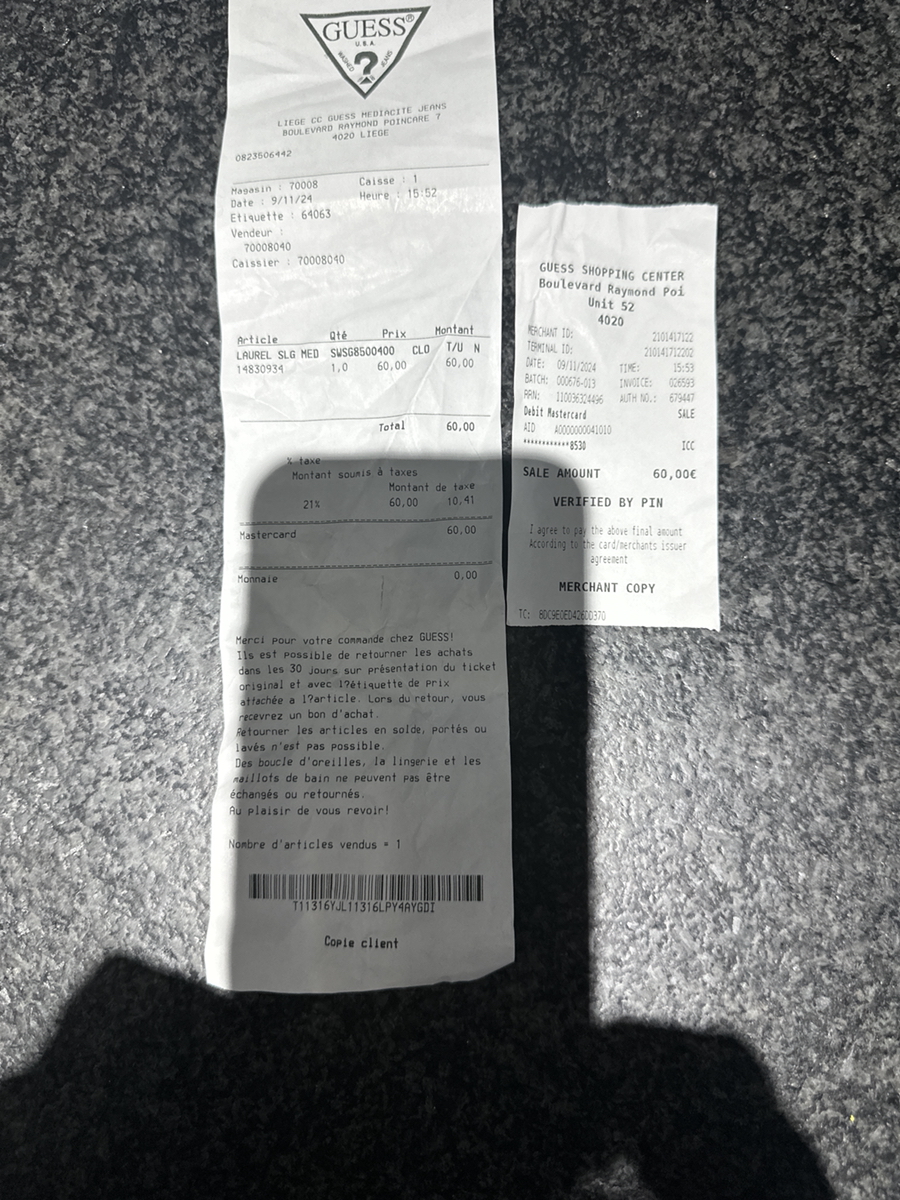 GUESS®
U.S.A.
WASHED ? JEANS
LIEGE CC GUESS MEDIACITE JEANS
BOULEVARD RAYMOND POINCARE 7
4020 LIEGE
0823506442
Magasin : 70008 Caisse : 1
Date : 9/11/24 Heure : 15:52
Etiquette : 64063
Vendeur :
70008040
Caissier : 70008040
Article Qté Prix Montant
LAUREL SLG MED SWSG8500400 CLO T/U N
14830934 1,0 60,00 60,00
Total 60,00
% taxe
Montant soumis à taxes
Montant de taxe
21% 60,00 10,41
Mastercard 60,00
Monnaie 0,00
Merci pour votre commande chez GUESS!
Ils est possible de retourner les achats
dans les 30 jours sur présentation du ticket
original et avec l?étiquette de prix
attachée a l?article. Lors du retour, vous
recevrez un bon d'achat.
Retourner les articles en solde, portés ou
lavés n'est pas possible.
Des boucle d'oreilles, la lingerie et les
maillots de bain ne peuvent pas être
échangés ou retournés.
Au plaisir de vous revoir!
Nombre d'articles vendus = 1
T11316YJL11316LPY4AYGDI
Copie client
GUESS SHOPPING CENTER
Boulevard Raymond Poi
Unit 52
4020
MERCHANT ID: 2101417122
TERMINAL ID: 210141712202
DATE: 09/11/2024 TIME: 15:53
BATCH: 000676-013 INVOICE: 026593
RRN: 110036324496 AUTH NO.: 679447
Debit Mastercard SALE
AID A0000000041010
************8530 ICC
SALE AMOUNT 60,00€
VERIFIED BY PIN
I agree to pay the above final amount
According to the card/merchants issuer
agreement
MERCHANT COPY
TC: BDC9E0ED426DD370